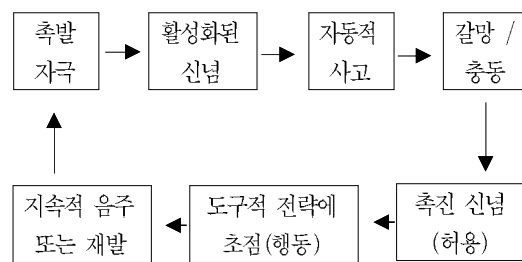 촉발
자극
활성화된
신념
자동적
사고
갈망 /
충동
촉진 신념
(허용)
도구적 전략에
초점(행동)
지속적 음주
또는 재발